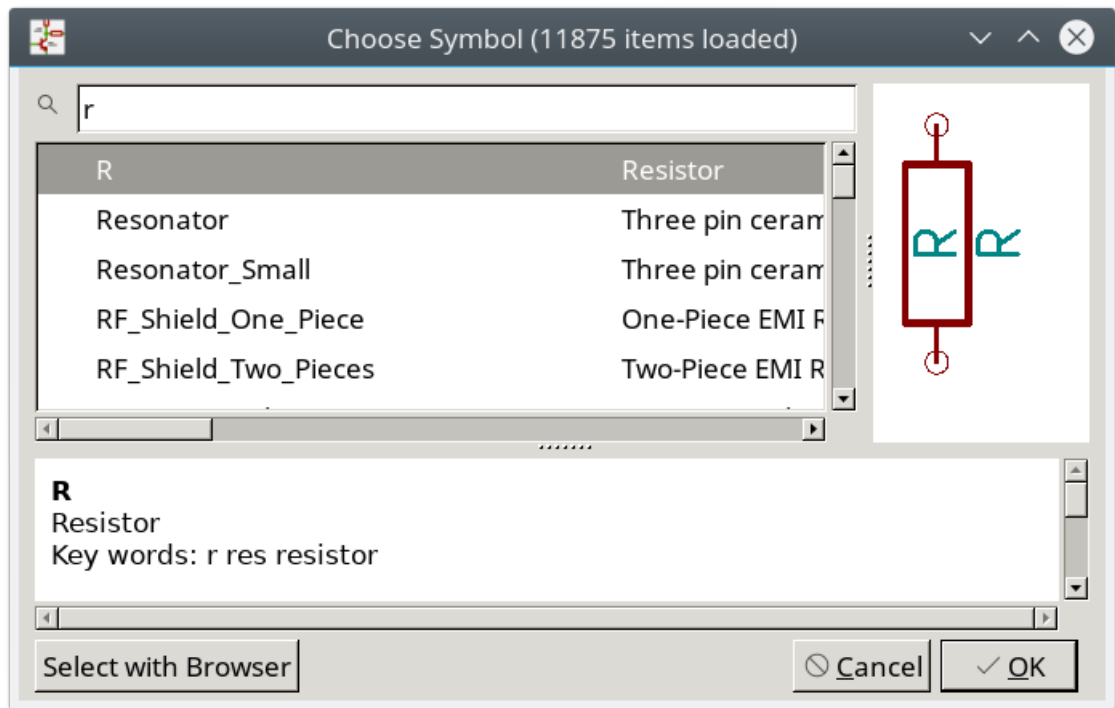 Choose Symbol (11875 items loaded)
r
R Resistor
Resonator Three pin ceram
Resonator_Small Three pin ceram
RF_Shield_One_Piece One-Piece EMI R
RF_Shield_Two_Pieces Two-Piece EMI R
R R
R
Resistor
Key words: r res resistor
Select with Browser Cancel OK